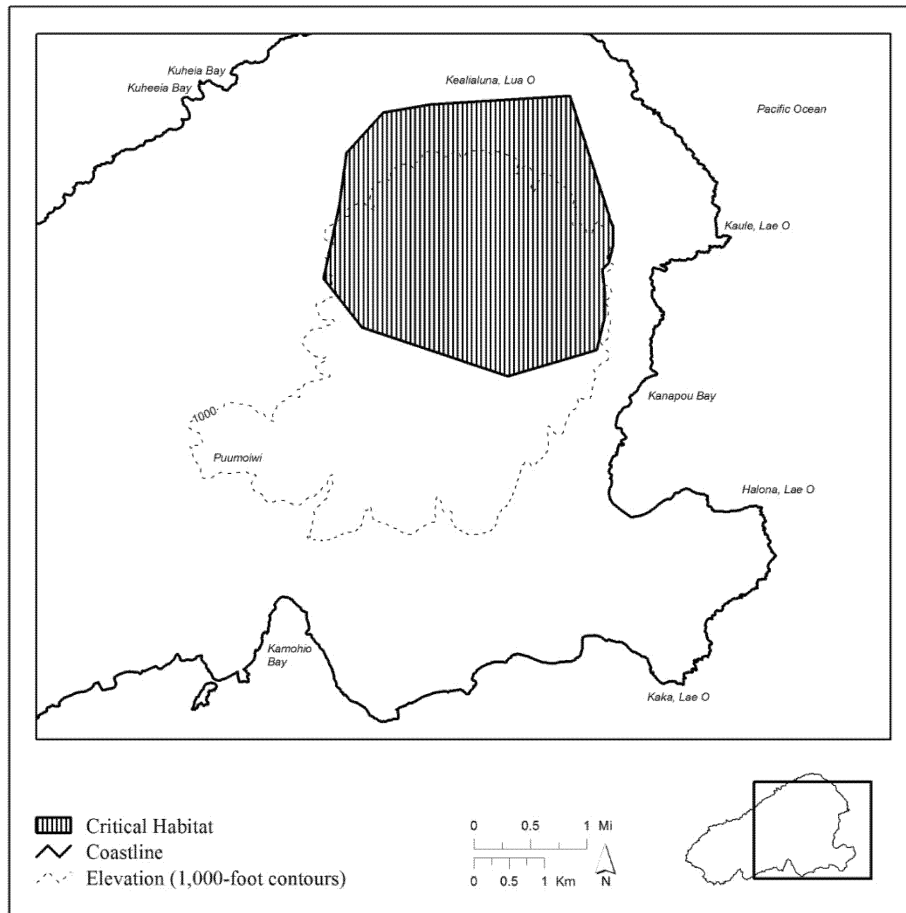 Kuheia Bay
Kuheeia Bay
Kealialuna, Lua O
Pacific Ocean
Kaule, Lae O
Kanapou Bay
-1000-
Puumoiwi
Halona, Lae O
Kamohio
Bay
Kaka, Lae O
Critical Habitat
Coastline
Elevation (1,000-foot contours)
0 0.5 1 Mi
0 0.5 1 Km
N